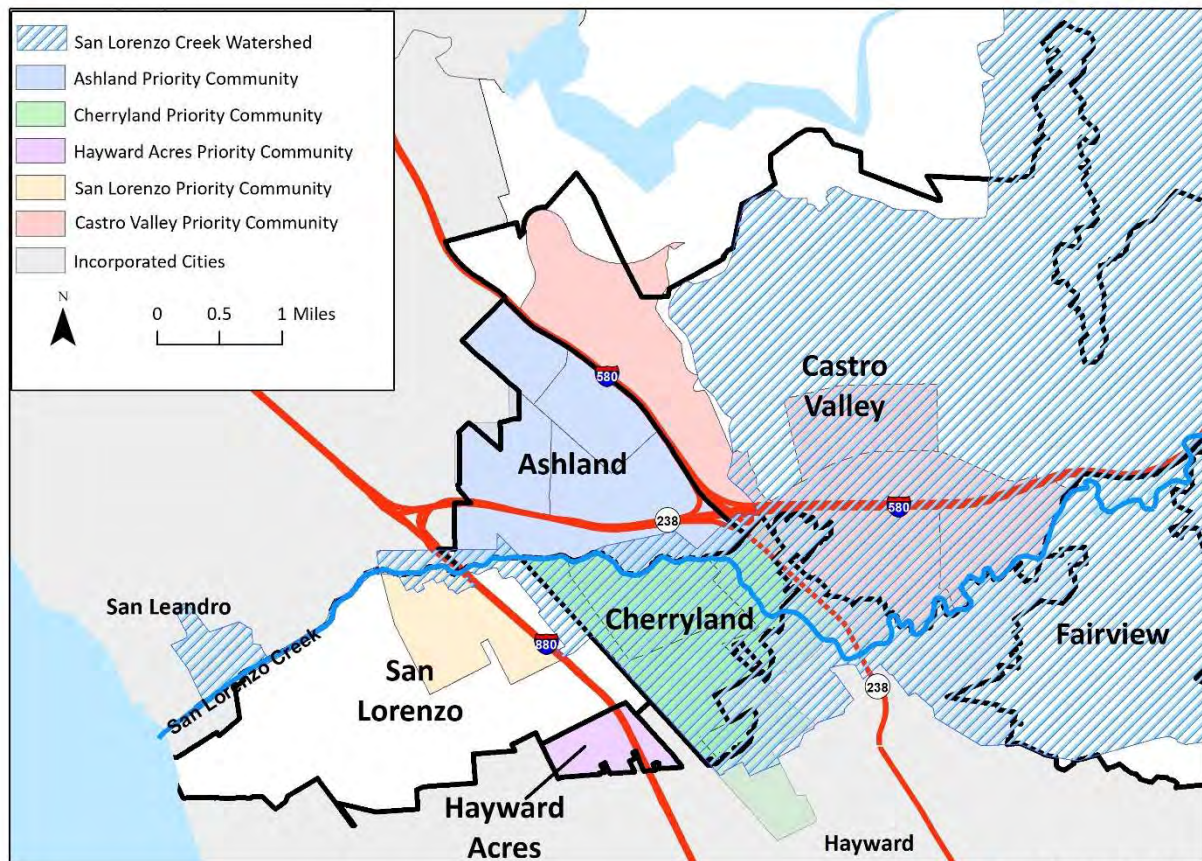 San Lorenzo Creek Watershed
Ashland Priority Community
Cherryland Priority Community
Hayward Acres Priority Community
San Lorenzo Priority Community
Castro Valley Priority Community
Incorporated Cities
N
0 0.5 1 Miles
580
Castro
Valley
Ashland
580
238
San Leandro
Cherryland
Fairview
880
San Lorenzo Creek
San
Lorenzo
238
Hayward
Acres
Hayward